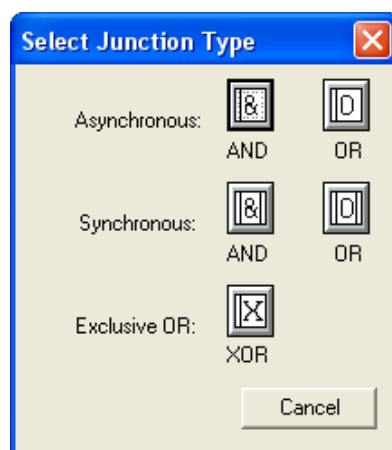 Select Junction Type
Asynchronous: & O
AND OR
Synchronous: & O
AND OR
Exclusive OR: X
XOR
Cancel